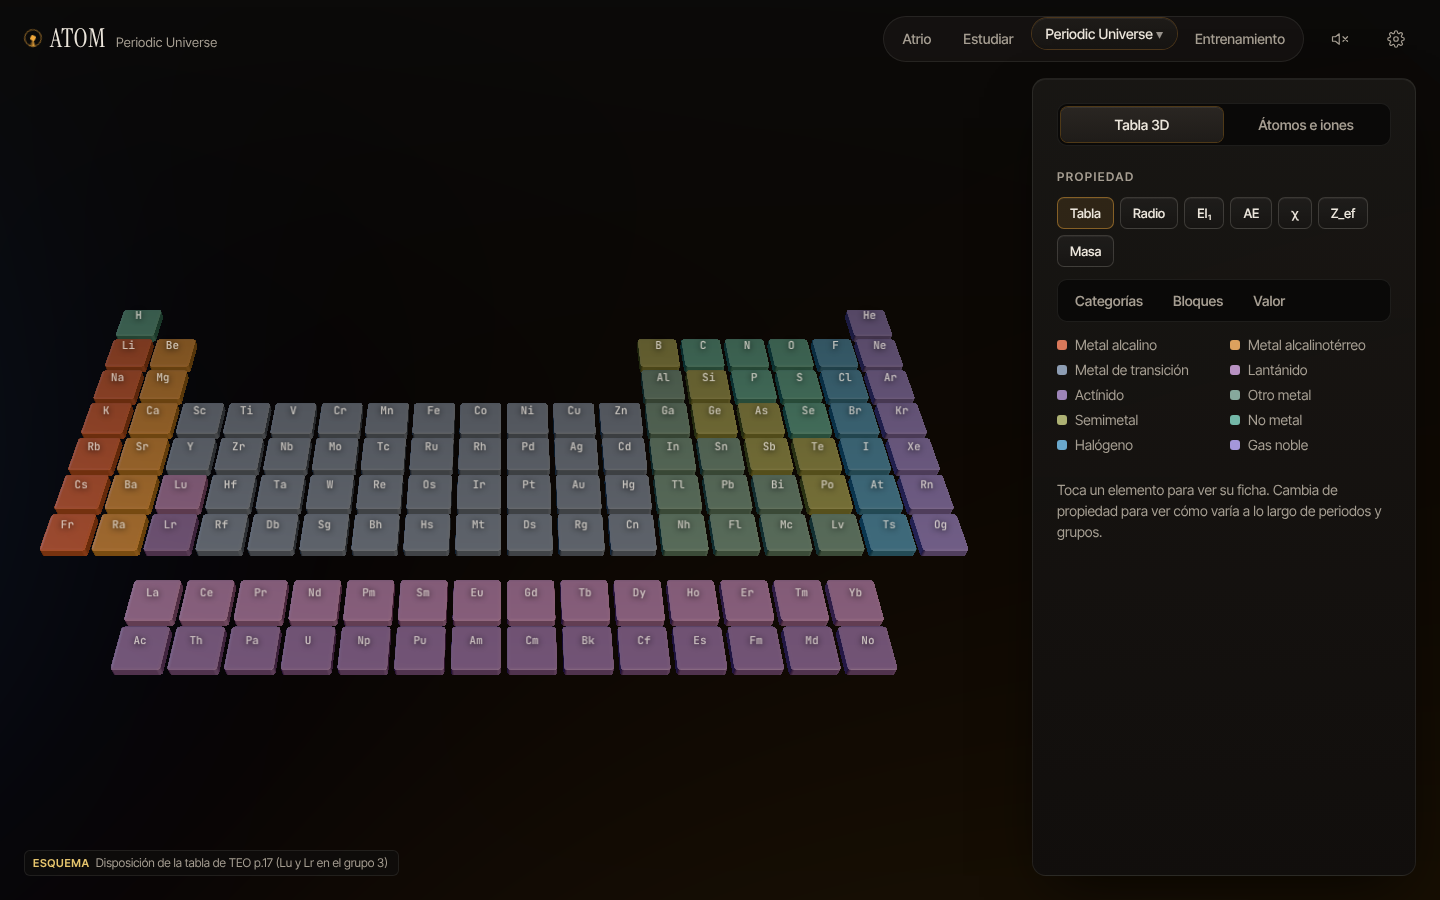 ATOM Periodic Universe
Atrio Estudiar Periodic Universe ▾ Entrenamiento
Tabla 3D Átomos e iones
PROPIEDAD
Tabla Radio EI₁ AE χ Z_ef
Masa
Categorías Bloques Valor
Metal alcalino Metal alcalinotérreo
Metal de transición Lantánido
Actínido Otro metal
Semimetal No metal
Halógeno Gas noble
Toca un elemento para ver su ficha. Cambia de
propiedad para ver cómo varía a lo largo de periodos y
grupos.
H He
Li Be B C N O F Ne
Na Mg Al Si P S Cl Ar
K Ca Sc Ti V Cr Mn Fe Co Ni Cu Zn Ga Ge As Se Br Kr
Rb Sr Y Zr Nb Mo Tc Ru Rh Pd Ag Cd In Sn Sb Te I Xe
Cs Ba Lu Hf Ta W Re Os Ir Pt Au Hg Tl Pb Bi Po At Rn
Fr Ra Lr Rf Db Sg Bh Hs Mt Ds Rg Cn Nh Fl Mc Lv Ts Og
La Ce Pr Nd Pm Sm Eu Gd Tb Dy Ho Er Tm Yb
Ac Th Pa U Np Pu Am Cm Bk Cf Es Fm Md No
ESQUEMA Disposición de la tabla de TEO p.17 (Lu y Lr en el grupo 3)